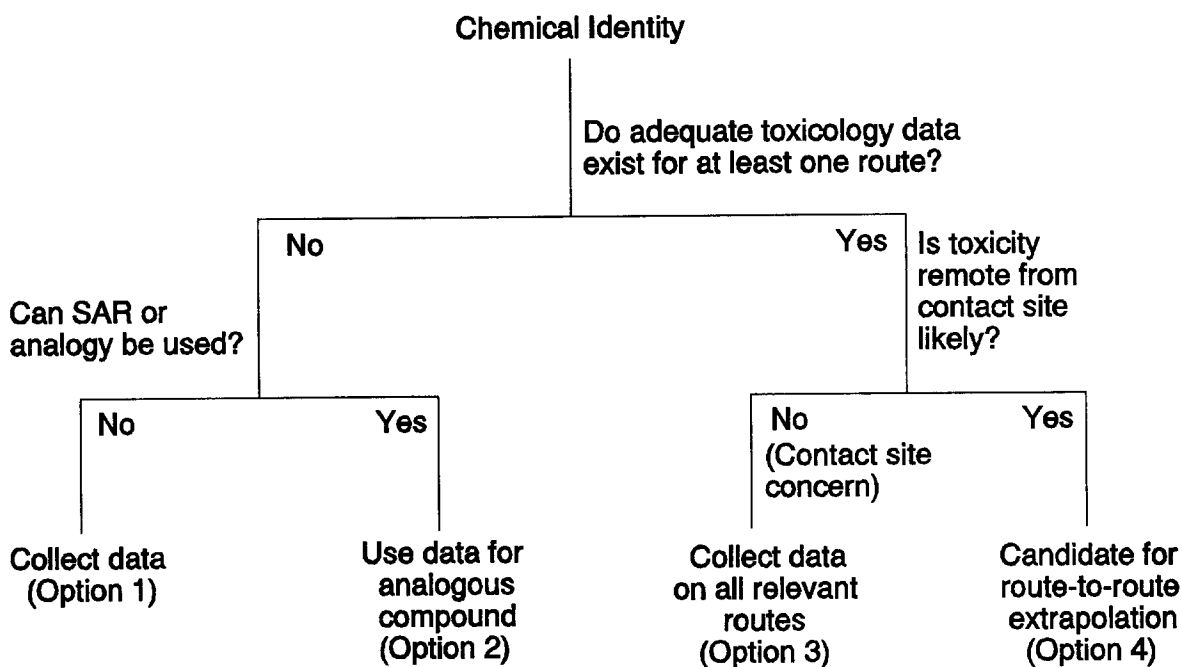 Chemical Identity
Do adequate toxicology data
exist for at least one route?
No
Yes
Is toxicity
remote from
contact site
likely?
Can SAR or
analogy be used?
No
Yes
No
(Contact site
concern)
Yes
Collect data
(Option 1)
Use data for
analogous
compound
(Option 2)
Collect data
on all relevant
routes
(Option 3)
Candidate for
route-to-route
extrapolation
(Option 4)